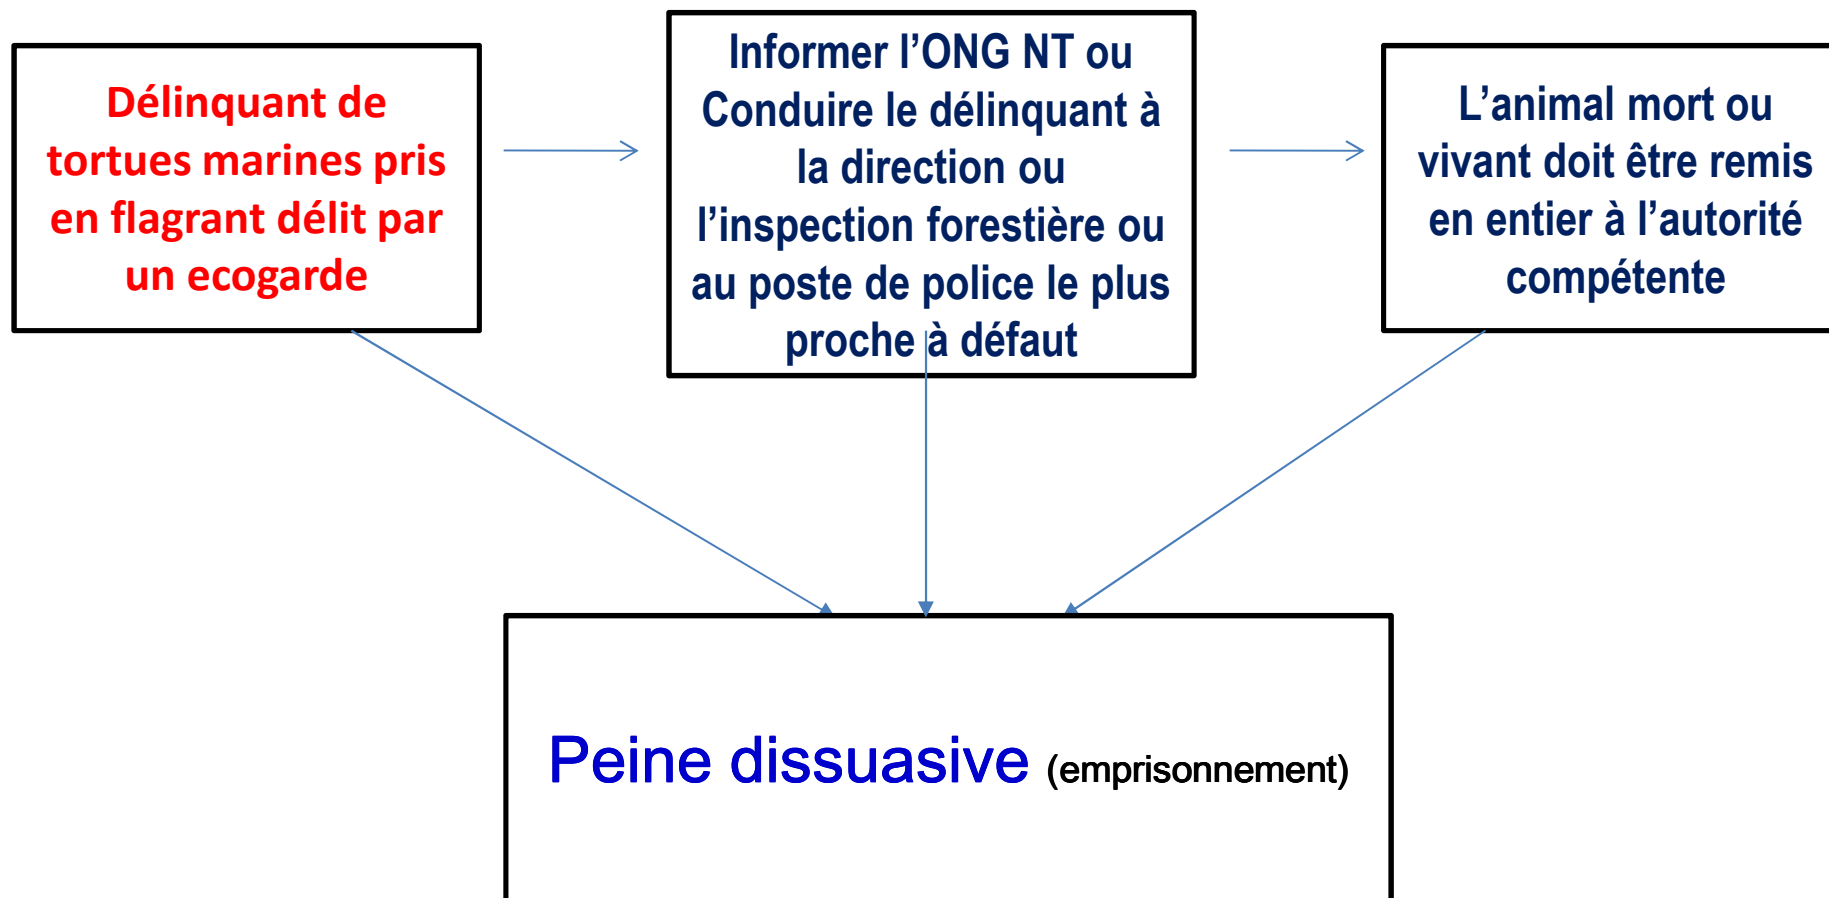 Délinquant de
tortues marines pris
en flagrant délit par
un ecogarde
Informer l’ONG NT ou
Conduire le délinquant à
la direction ou
l’inspection forestière ou
au poste de police le plus
proche à défaut
L’animal mort ou
vivant doit être remis
en entier à l’autorité
compétente
Peine dissuasive (emprisonnement)